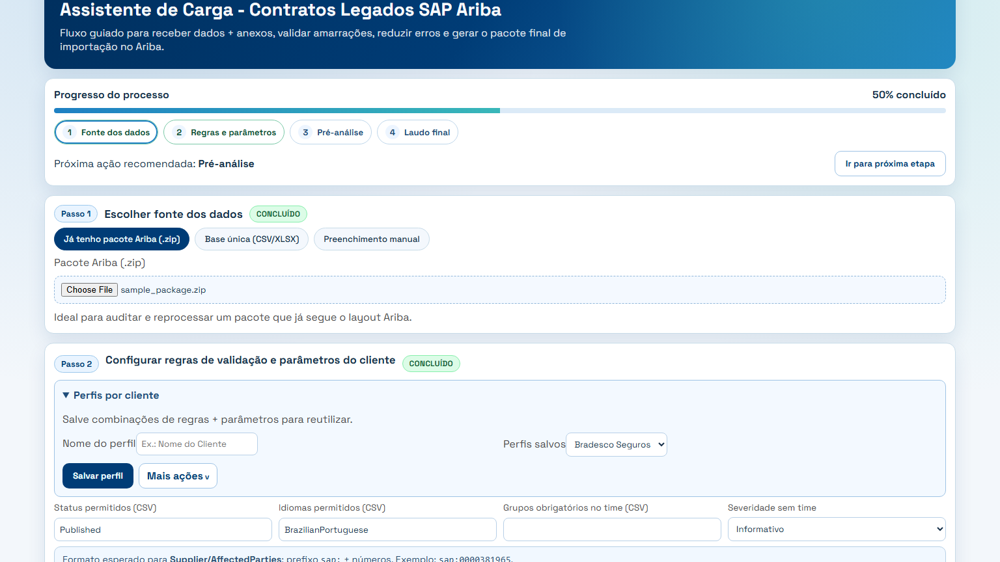 Assistente de Carga - Contratos Legados SAP Ariba
Fluxo guiado para receber dados + anexos, validar amarrações, reduzir erros e gerar o pacote final de
importação no Ariba.
Progresso do processo
50% concluído
1 Fonte dos dados
2 Regras e parâmetros
3 Pré-análise
4 Laudo final
Próxima ação recomendada: Pré-análise
Ir para próxima etapa
Passo 1
Escolher fonte dos dados
CONCLUÍDO
Já tenho pacote Ariba (.zip)
Base única (CSV/XLSX)
Preenchimento manual
Pacote Ariba (.zip)
Choose File sample_package.zip
Ideal para auditar e reprocessar um pacote que já segue o layout Ariba.
Passo 2
Configurar regras de validação e parâmetros do cliente
CONCLUÍDO
▼ Perfis por cliente
Salve combinações de regras + parâmetros para reutilizar.
Nome do perfil
Ex.: Nome do Cliente
Perfis salvos
Bradesco Seguros
Salvar perfil
Mais ações v
Status permitidos (CSV)
Idiomas permitidos (CSV)
Grupos obrigatórios no time (CSV)
Severidade sem time
Published
BrazilianPortuguese
Informativo
Formato esperado para Supplier/AffectedParties: prefixo sap: + números. Exemplo: sap:0000381965.